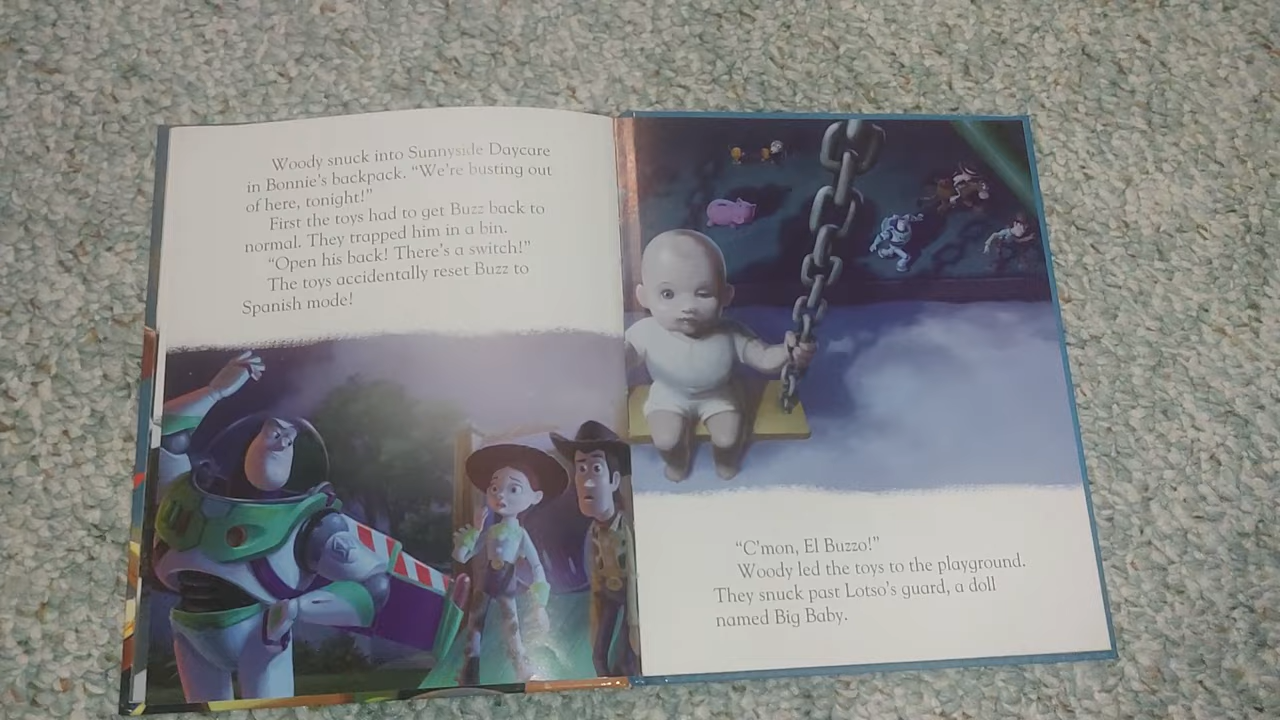 Woody snuck into Sunnyside Daycare
in Bonnie's backpack. "We're busting out
of here, tonight!"
First the toys had to get Buzz back to
normal. They trapped him in a bin.
"Open his back! There's a switch!"
The toys accidentally reset Buzz to
Spanish mode!
"C'mon, El Buzzo!"
Woody led the toys to the playground.
They snuck past Lotso's guard, a doll
named Big Baby.